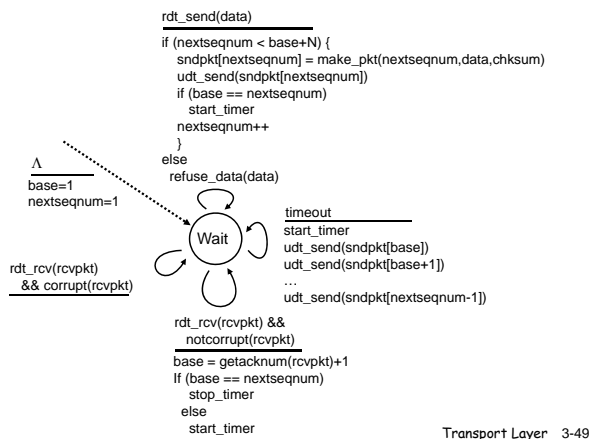 rdt_send(data)
if (nextseqnum < base+N) {
sndpkt[nextseqnum] = make_pkt(nextseqnum,data,chksum)
udt_send(sndpkt[nextseqnum])
if (base == nextseqnum)
start_timer
nextseqnum++
}
else
refuse_data(data)
Λ
base=1
nextseqnum=1
Wait
timeout
start_timer
udt_send(sndpkt[base])
udt_send(sndpkt[base+1])
…
udt_send(sndpkt[nextseqnum-1])
rdt_rcv(rcvpkt)
&& corrupt(rcvpkt)
rdt_rcv(rcvpkt) &&
notcorrupt(rcvpkt)
base = getacknum(rcvpkt)+1
If (base == nextseqnum)
stop_timer
else
start_timer
Transport Layer 3-49